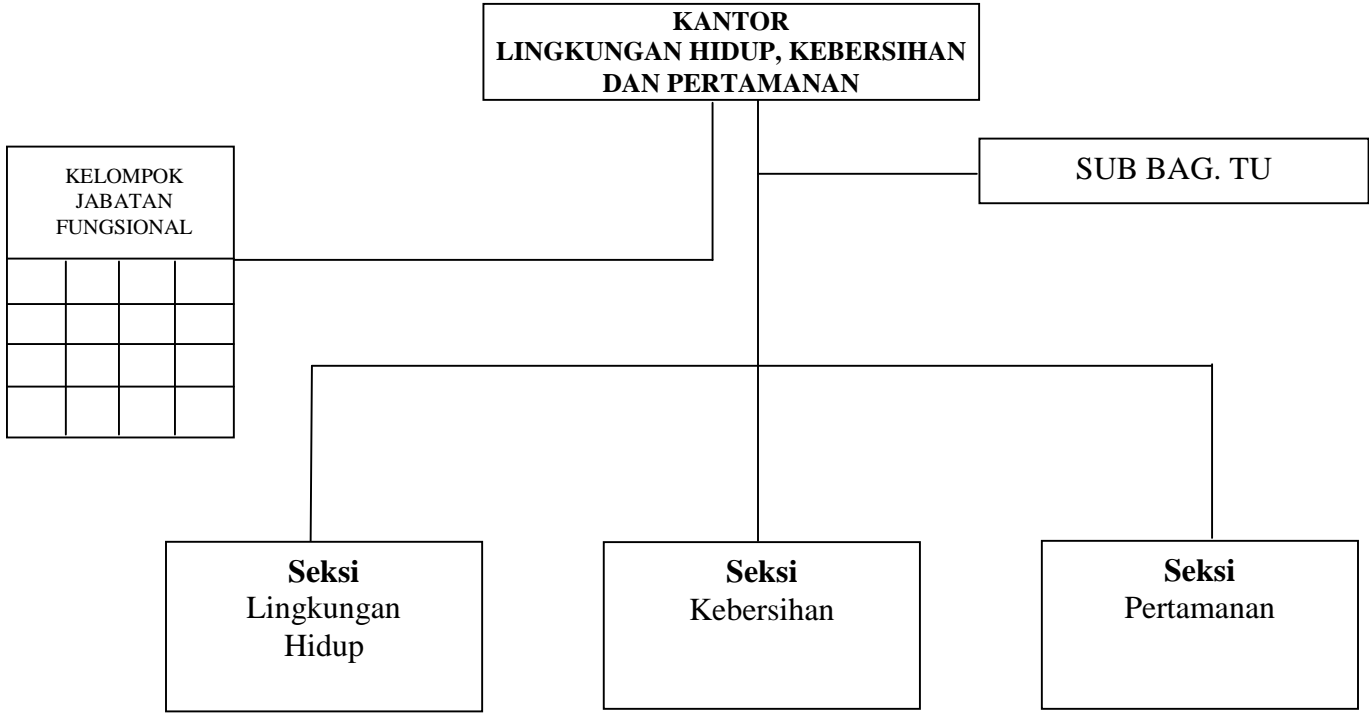 KANTOR
LINGKUNGAN HIDUP, KEBERSIHAN
DAN PERTAMANAN
KELOMPOK
JABATAN
FUNGSIONAL
SUB BAG. TU
Seksi
Lingkungan
Hidup
Seksi
Kebersihan
Seksi
Pertamanan